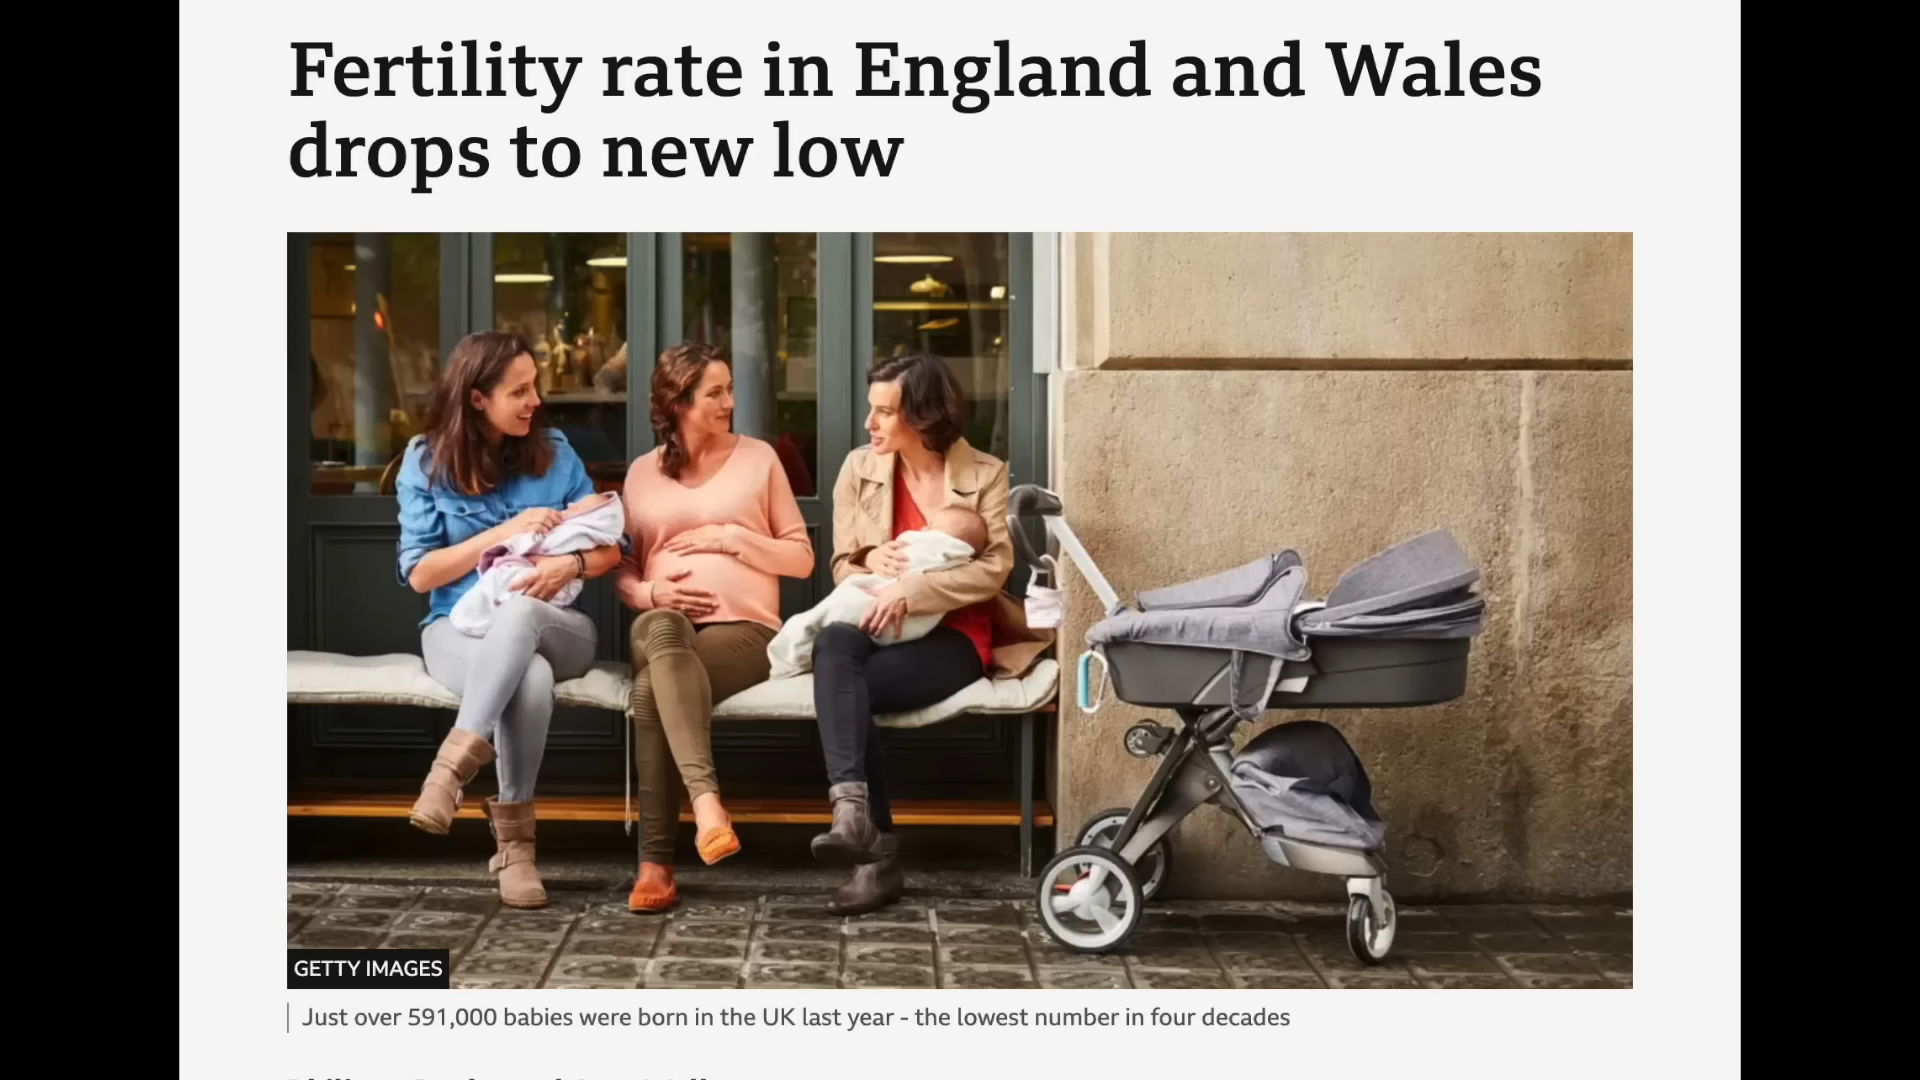 Fertility rate in England and Wales
drops to new low
GETTY IMAGES
Just over 591,000 babies were born in the UK last year - the lowest number in four decades